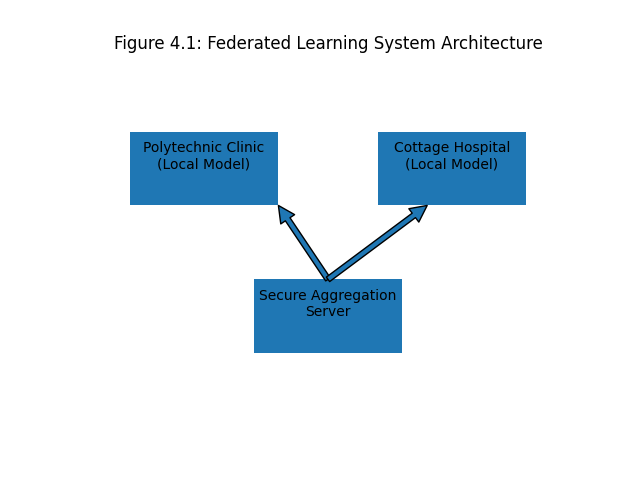 Figure 4.1: Federated Learning System Architecture
Polytechnic Clinic
(Local Model)
Cottage Hospital
(Local Model)
Secure Aggregation
Server